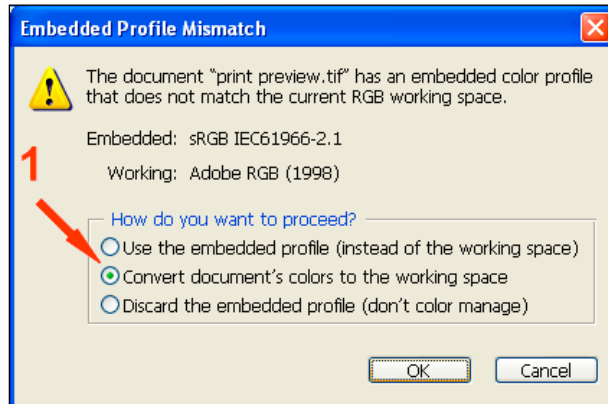 Embedded Profile Mismatch
The document "print preview.tif" has an embedded color profile
that does not match the current RGB working space.
Embedded: sRGB IEC61966-2.1
1
Working: Adobe RGB (1998)
How do you want to proceed?
Use the embedded profile (instead of the working space)
Convert document's colors to the working space
Discard the embedded profile (don't color manage)
OK Cancel